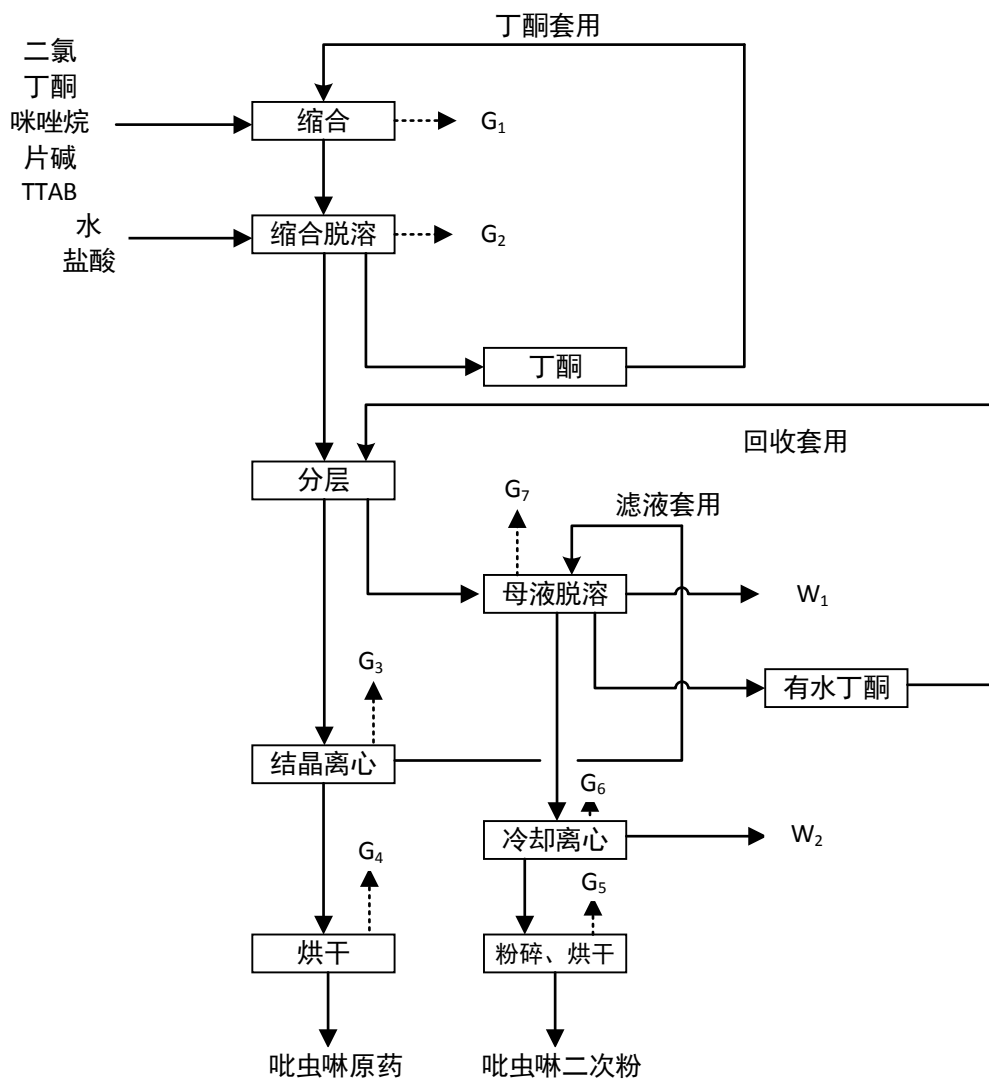 丁酮套用
二氯
丁酮
咪唑烷
片碱
TTAB
缩合
G₁
水
盐酸
缩合脱溶
G₂
丁酮
回收套用
分层
G₇
滤液套用
母液脱溶
W₁
G₃
有水丁酮
结晶离心
G₆
冷却离心
W₂
G₄
G₅
烘干
粉碎、烘干
吡虫啉原药
吡虫啉二次粉